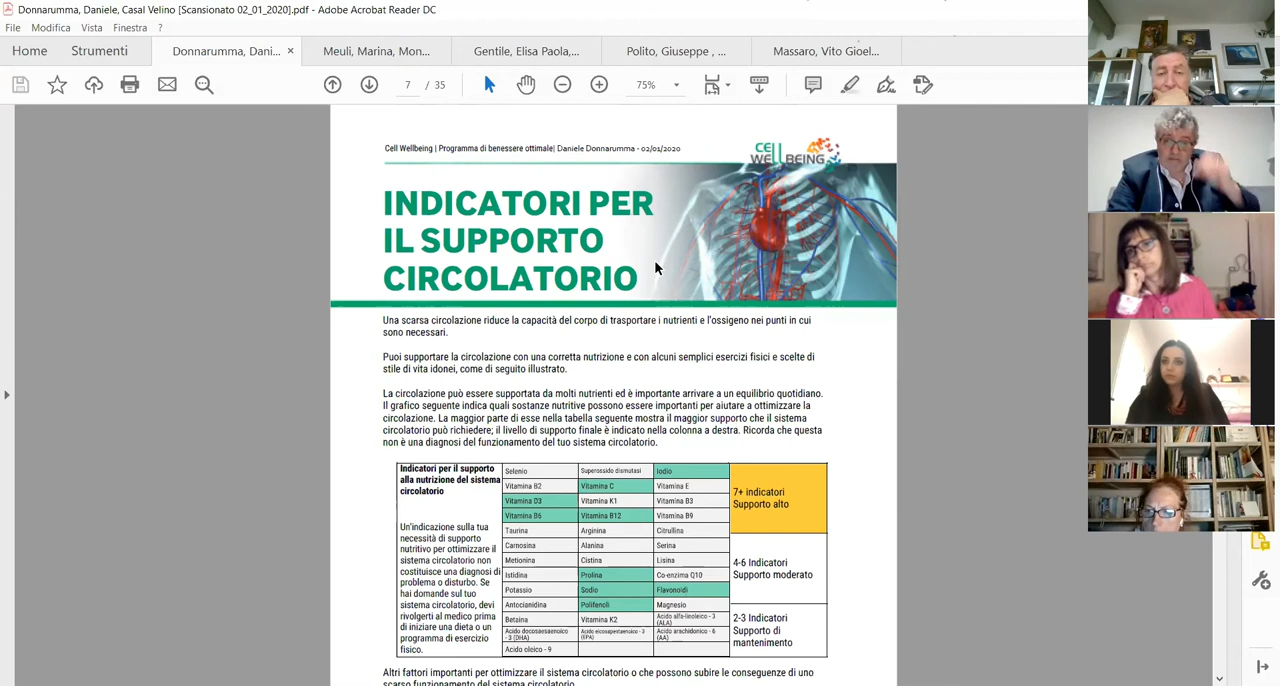 Donnarumma, Daniele, Casal Velino [Scansionato 02_01_2020].pdf - Adobe Acrobat Reader DC
File Modifica Vista Finestra ?
Home Strumenti Donnarumma, Dani... × Meuli, Marina, Mon... Gentile, Elisa Paola,... Polito, Giuseppe , ... Massaro, Vito Gioel...
7 / 35 75%
Cell Wellbeing | Programma di benessere ottimale| Daniele Donnarumma - 02/01/2020
CELL
WELLBEING
INDICATORI PER
IL SUPPORTO
CIRCOLATORIO
Una scarsa circolazione riduce la capacità del corpo di trasportare i nutrienti e l'ossigeno nei punti in cui
sono necessari.
Puoi supportare la circolazione con una corretta nutrizione e con alcuni semplici esercizi fisici e scelte di
stile di vita idonei, come di seguito illustrato.
La circolazione può essere supportata da molti nutrienti ed è importante arrivare a un equilibrio quotidiano.
Il grafico seguente indica quali sostanze nutritive possono essere importanti per aiutare a ottimizzare la
circolazione. La maggior parte di esse nella tabella seguente mostra il maggior supporto che il sistema
circolatorio può richiedere; il livello di supporto finale è indicato nella colonna a destra. Ricorda che questa
non è una diagnosi del funzionamento del tuo sistema circolatorio.
Indicatori per il supporto
alla nutrizione del sistema
circolatorio
Un'indicazione sulla tua
necessità di supporto
nutritivo per ottimizzare il
sistema circolatorio non
costituisce una diagnosi di
problema o disturbo. Se
hai domande sul tuo
sistema circolatorio, devi
rivolgerti al medico prima
di iniziare una dieta o un
programma di esercizio
fisico.
Selenio Superossido dismutasi Iodio
Vitamina B2 Vitamina C Vitamina E
Vitamina D3 Vitamina K1 Vitamina B3
Vitamina B6 Vitamina B12 Vitamina B9
Taurina Arginina Citrullina
Carnosina Alanina Serina
Metionina Cistina Lisina
Istidina Prolina Co-enzima Q10
Potassio Sodio Flavonoidi
Antocianidina Polifenoli Magnesio
Betaina Vitamina K2 Acido alfa-linoleico - 3 (ALA)
Acido docosaesaenoico - 3 (DHA) Acido eicosapentaenoico - 3 (EPA) Acido arachidonico - 6 (AA)
Acido oleico - 9
7+ indicatori
Supporto alto
4-6 Indicatori
Supporto moderato
2-3 Indicatori
Supporto di
mantenimento
Altri fattori importanti per ottimizzare il sistema circolatorio o che possono subire le conseguenze di uno
scarso funzionamento del sistema circolatorio